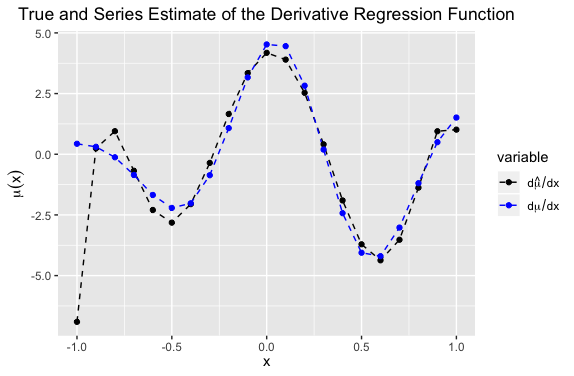 True and Series Estimate of the Derivative Regression Function
5.0
2.5
0.0
-2.5
-5.0
μ(x)
-1.0 -0.5 0.0 0.5 1.0
x
variable
dμ̂/dx
dμ/dx